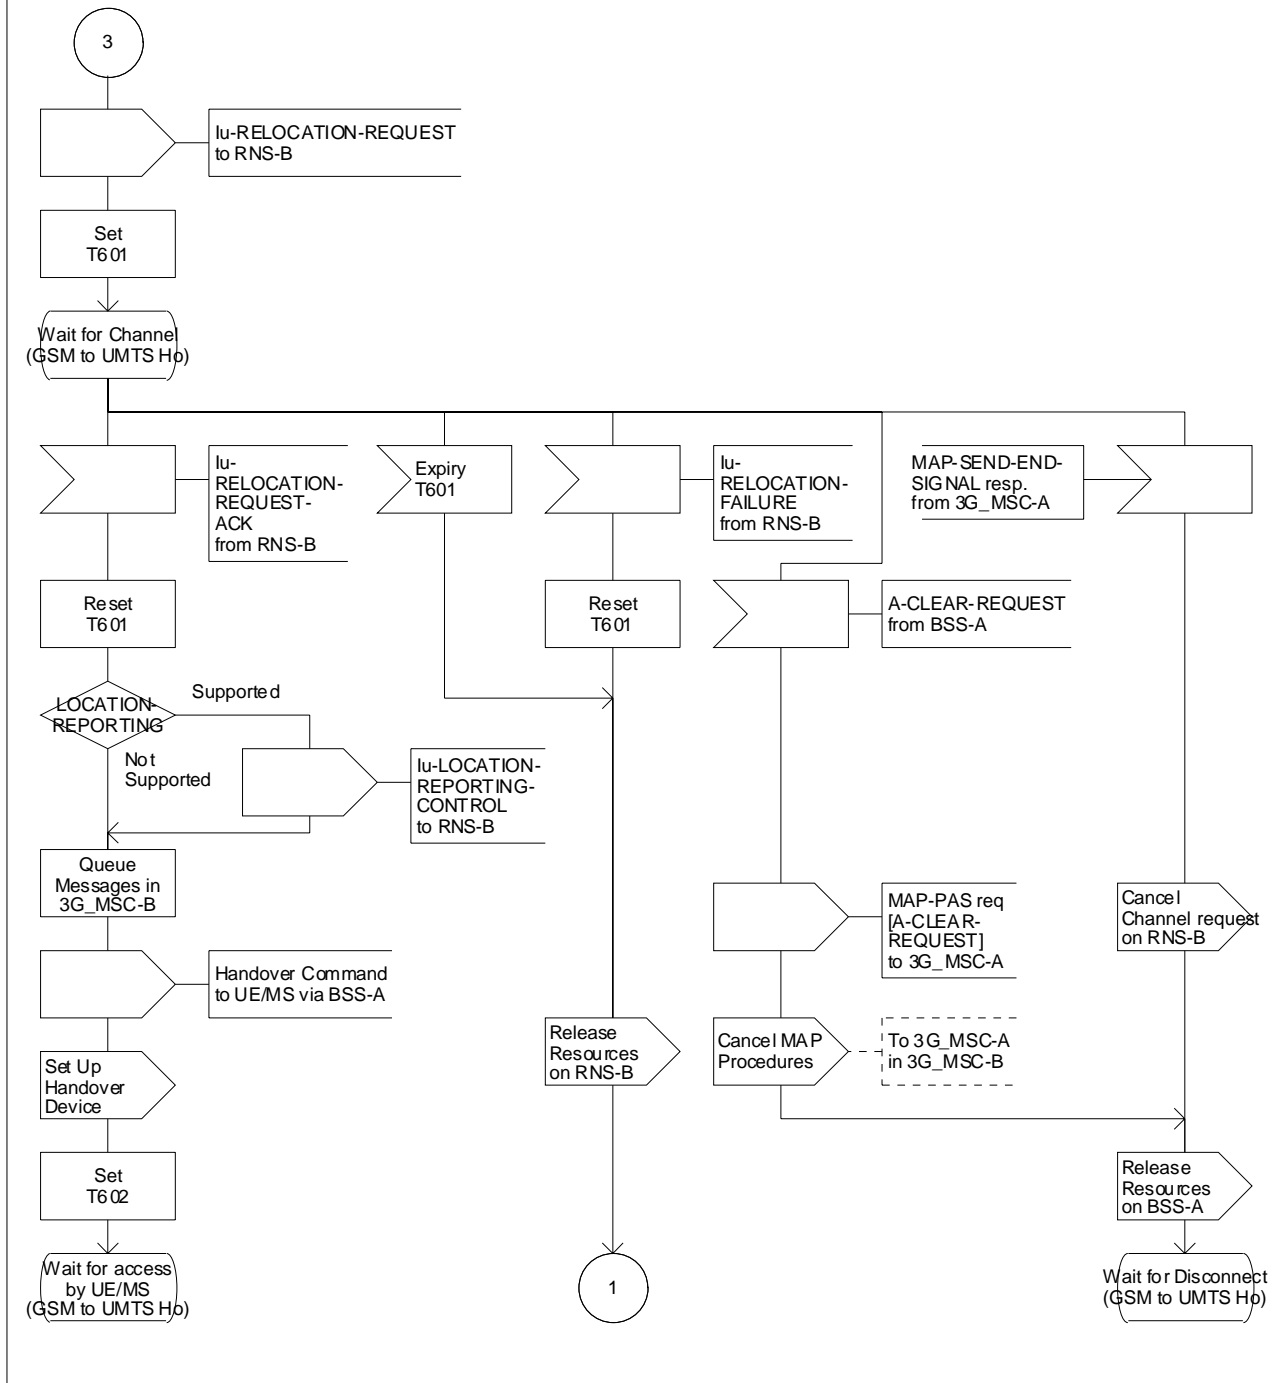 3
Iu-RELOCATION-REQUEST
to RNS-B
Set
T601
Wait for Channel
(GSM to UMTS Ho)
Iu-
RELOCATION-
REQUEST-
ACK
from RNS-B
Expiry
T601
Iu-
RELOCATION-
FAILURE
from RNS-B
MAP-SEND-END-
SIGNAL resp.
from 3G_MSC-A
Reset
T601
Reset
T601
A-CLEAR-REQUEST
from BSS-A
LOCATION-
REPORTING
Supported
Not
Supported
Iu-LOCATION-
REPORTING-
CONTROL
to RNS-B
Queue
Messages in
3G_MSC-B
MAP-PAS req
[A-CLEAR-
REQUEST]
to 3G_MSC-A
Cancel
Channel request
on RNS-B
Handover Command
to UE/MS via BSS-A
Release
Resources
on RNS-B
Cancel MAP
Procedures
To 3G_MSC-A
in 3G_MSC-B
Set Up
Handover
Device
Set
T602
Release
Resources
on BSS-A
Wait for access
by UE/MS
(GSM to UMTS Ho)
1
Wait for Disconnect
(GSM to UMTS Ho)